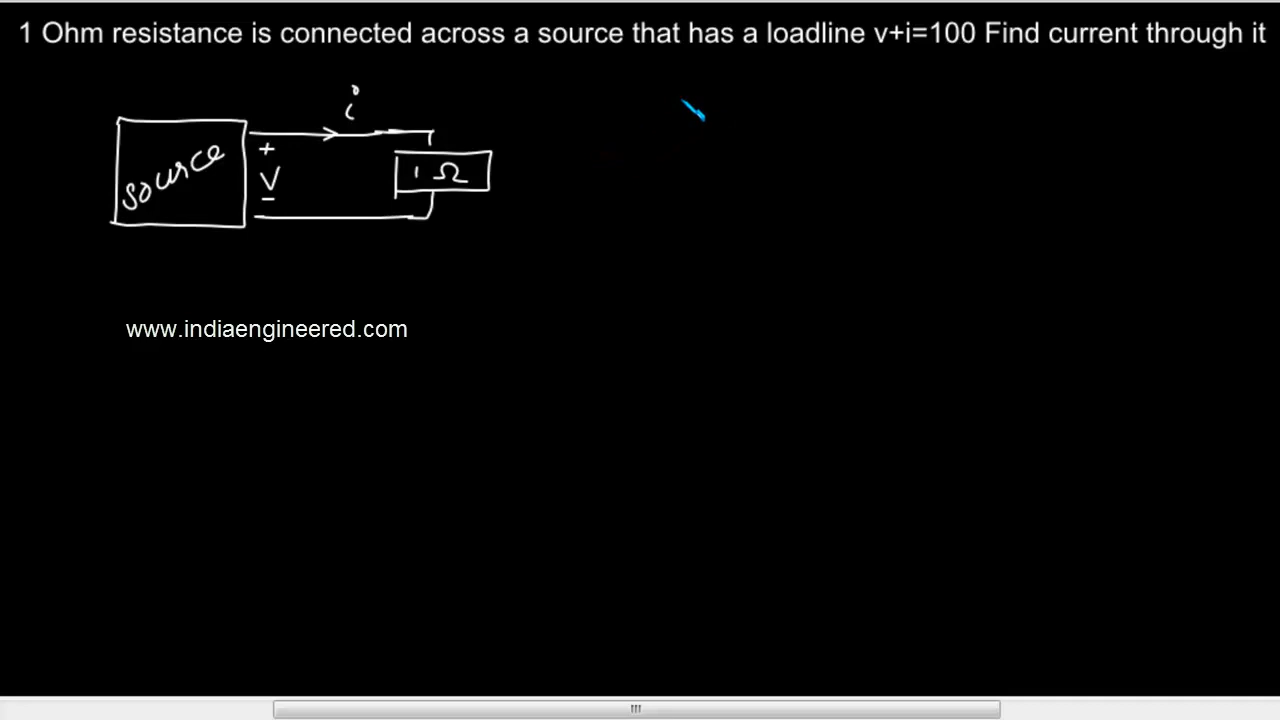 1 Ohm resistance is connected across a source that has a loadline v+i=100 Find current through it
i
source
+
V
-
1 Ω
www.indiaengineered.com